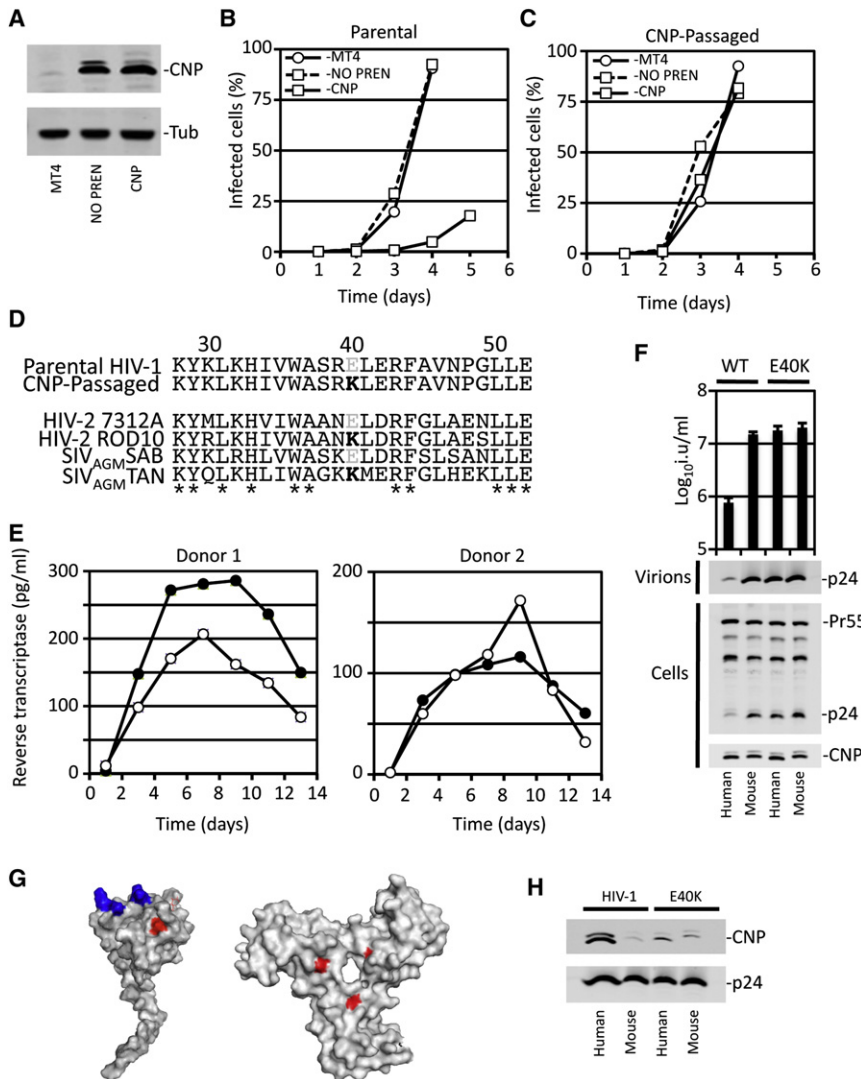 A
-CNP
-Tub
MT4
NO PREN
CNP
B
Parental
Infected cells (%)
100
75
50
25
0
-MT4
-NO PREN
-CNP
0 1 2 3 4 5 6
Time (days)
C
CNP-Passaged
Infected cells (%)
100
75
50
25
0
-MT4
-NO PREN
-CNP
0 1 2 3 4 5 6
Time (days)
D
30 40 50
Parental HIV-1 KYKLKHIVWASRELERFAVNPGLLE
CNP-Passaged KYKLKHIVWASRKLERFAVNPGLLE
HIV-2 7312A KYMLKHIVWAANELDRFGLAENLLE
HIV-2 ROD10 KYRLKHIVWAANKLDRFGLAESLLE
SIVAGMSAB KYKLRHLVWASKELDRFSLSANLLE
SIVAGMTAN KYQLKHLIWAGKKMERFGLHEKLLE
** * * ** ** ***
E
Donor 1
Reverse transcriptase (pg/ml)
300
200
100
0
0 2 4 6 8 10 12 14
Time (days)
Donor 2
200
100
0
0 2 4 6 8 10 12 14
Time (days)
F
WT E40K
Log10i.u/ml
8
7
6
5
Virions
-p24
Cells
-Pr55
-p24
-CNP
Human
Mouse
Human
Mouse
G
H
HIV-1 E40K
-CNP
-p24
Human
Mouse
Human
Mouse